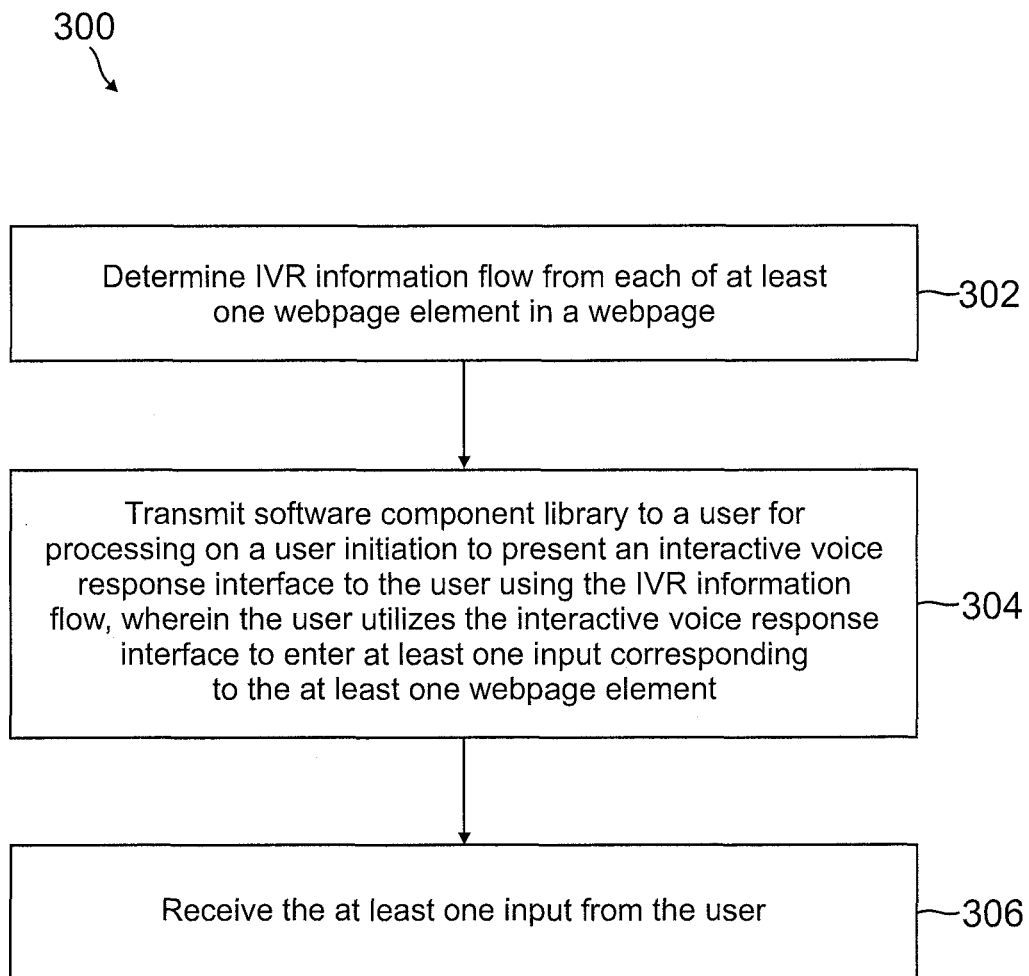 300
Determine IVR information flow from each of at least
one webpage element in a webpage
302
Transmit software component library to a user for
processing on a user initiation to present an interactive voice
response interface to the user using the IVR information
flow, wherein the user utilizes the interactive voice response
interface to enter at least one input corresponding
to the at least one webpage element
304
Receive the at least one input from the user
306